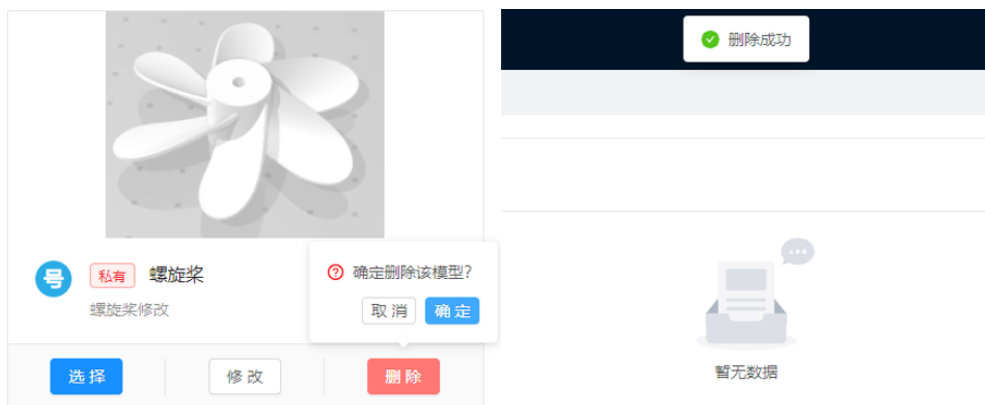 号
私有 螺旋桨
螺旋桨修改
确定删除该模型?
取消 确定
选择 修改 删除
删除成功
暂无数据